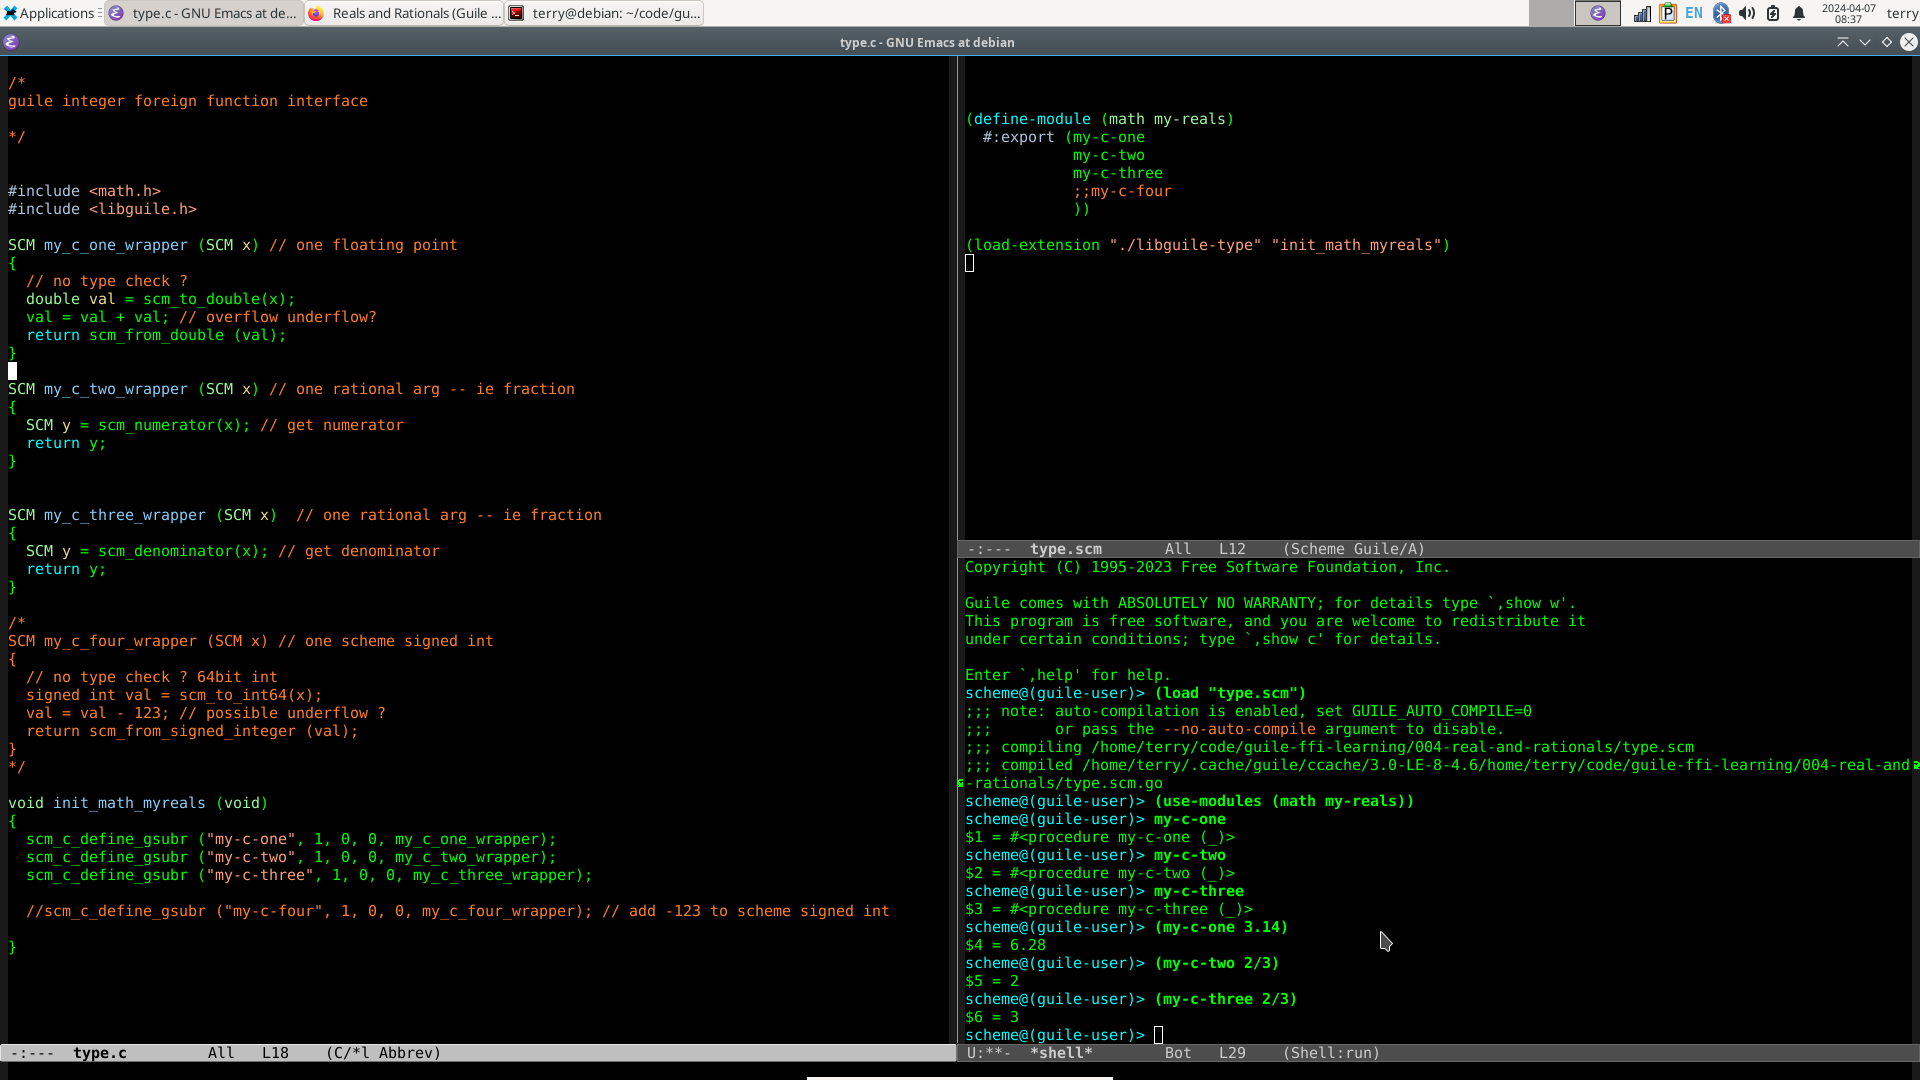 Applications
type.c - GNU Emacs at de...
Reals and Rationals (Guile ...
terry@debian: ~/code/gu...
EN
2024-04-07
08:37
terry
type.c - GNU Emacs at debian
/*
guile integer foreign function interface
*/
#include <math.h>
#include <libguile.h>
SCM my_c_one_wrapper (SCM x) // one floating point
{
  // no type check ?
  double val = scm_to_double(x);
  val = val + val; // overflow underflow?
  return scm_from_double (val);
}
SCM my_c_two_wrapper (SCM x) // one rational arg -- ie fraction
{
  SCM y = scm_numerator(x); // get numerator
  return y;
}
SCM my_c_three_wrapper (SCM x)  // one rational arg -- ie fraction
{
  SCM y = scm_denominator(x); // get denominator
  return y;
}
/*
SCM my_c_four_wrapper (SCM x) // one scheme signed int
{
  // no type check ? 64bit int
  signed int val = scm_to_int64(x);
  val = val - 123; // possible underflow ?
  return scm_from_signed_integer (val);
}
*/
void init_math_myreals (void)
{
  scm_c_define_gsubr ("my-c-one", 1, 0, 0, my_c_one_wrapper);
  scm_c_define_gsubr ("my-c-two", 1, 0, 0, my_c_two_wrapper);
  scm_c_define_gsubr ("my-c-three", 1, 0, 0, my_c_three_wrapper);
  //scm_c_define_gsubr ("my-c-four", 1, 0, 0, my_c_four_wrapper); // add -123 to scheme signed int
}
-:---  type.c         All   L18    (C/*l Abbrev)
(define-module (math my-reals)
  #:export (my-c-one
            my-c-two
            my-c-three
            ;;my-c-four
            ))
(load-extension "./libguile-type" "init_math_myreals")
-:---  type.scm       All   L12    (Scheme Guile/A)
Copyright (C) 1995-2023 Free Software Foundation, Inc.
Guile comes with ABSOLUTELY NO WARRANTY; for details type `,show w'.
This program is free software, and you are welcome to redistribute it
under certain conditions; type `,show c' for details.
Enter `,help' for help.
scheme@(guile-user)> (load "type.scm")
;;; note: auto-compilation is enabled, set GUILE_AUTO_COMPILE=0
;;;       or pass the --no-auto-compile argument to disable.
;;; compiling /home/terry/code/guile-ffi-learning/004-real-and-rationals/type.scm
;;; compiled /home/terry/.cache/guile/ccache/3.0-LE-8-4.6/home/terry/code/guile-ffi-learning/004-real-and
-rationals/type.scm.go
scheme@(guile-user)> (use-modules (math my-reals))
scheme@(guile-user)> my-c-one
$1 = #<procedure my-c-one (_)>
scheme@(guile-user)> my-c-two
$2 = #<procedure my-c-two (_)>
scheme@(guile-user)> my-c-three
$3 = #<procedure my-c-three (_)>
scheme@(guile-user)> (my-c-one 3.14)
$4 = 6.28
scheme@(guile-user)> (my-c-two 2/3)
$5 = 2
scheme@(guile-user)> (my-c-three 2/3)
$6 = 3
scheme@(guile-user)>
U:**-  *shell*        Bot   L29    (Shell:run)